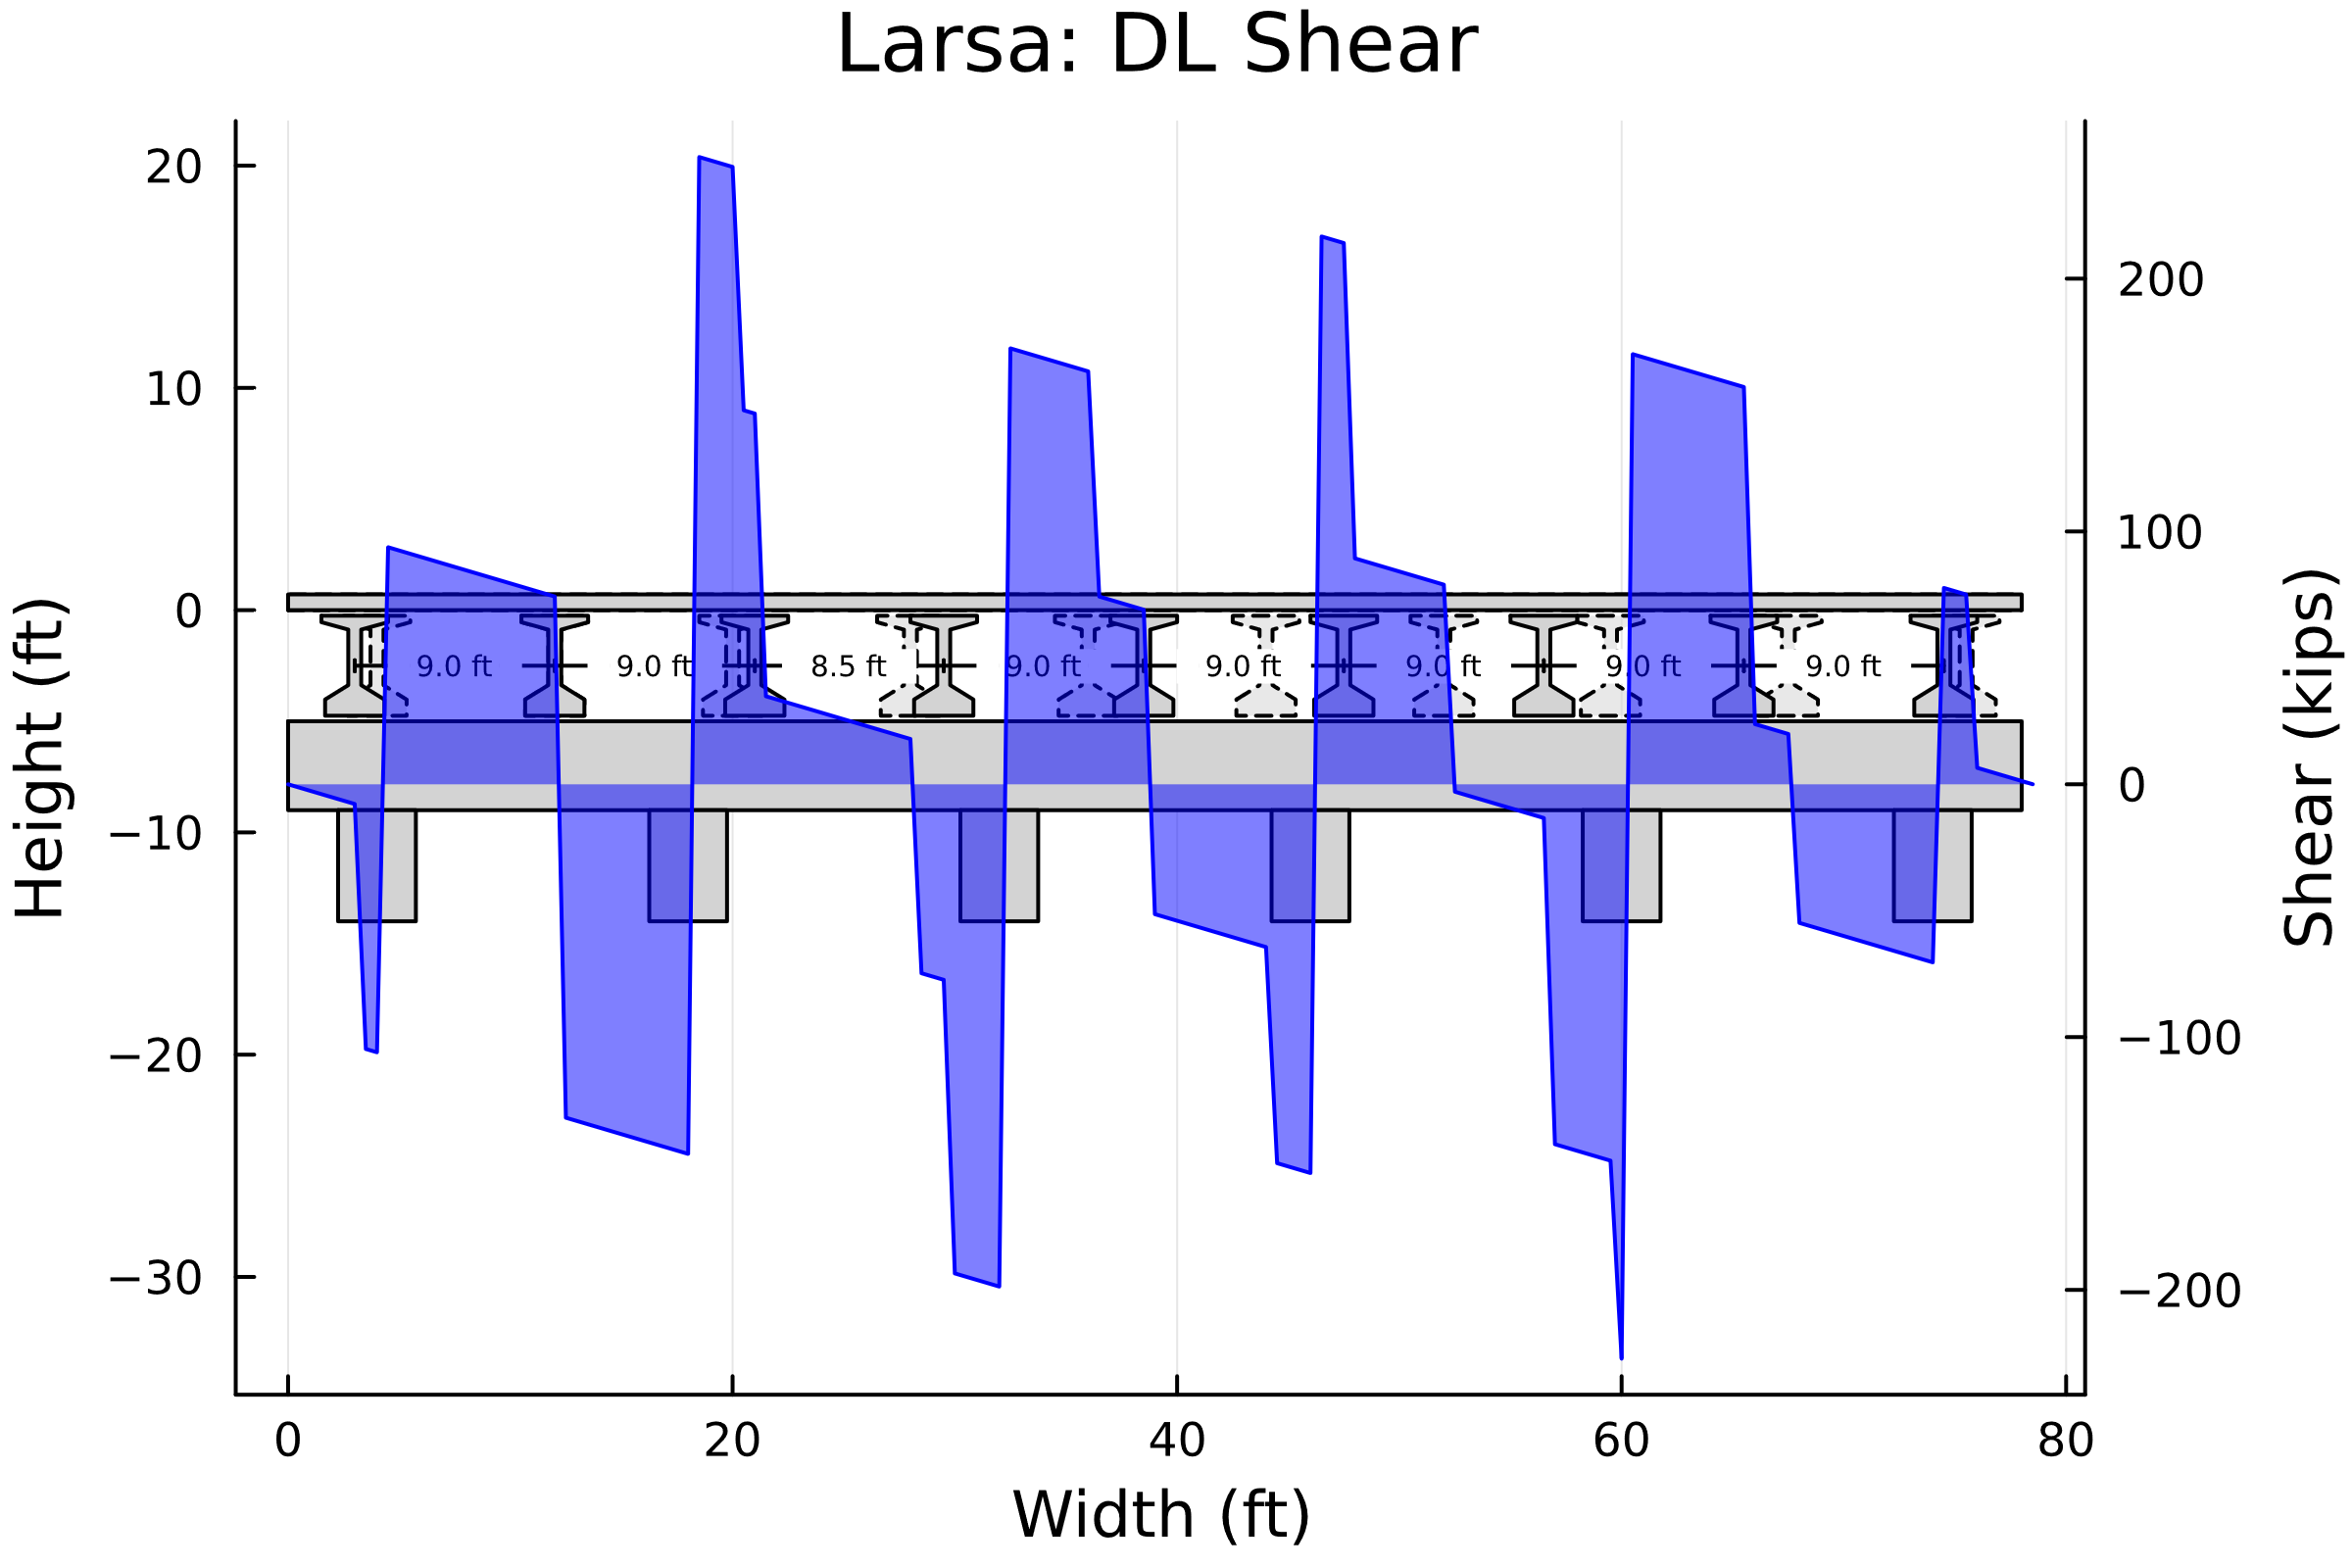 Larsa: DL Shear
20
10
0
−10
−20
−30
Height (ft)
9.0 ft
9.0 ft
8.5 ft
9.0 ft
9.0 ft
9.0 ft
9.0 ft
9.0 ft
200
100
0
−100
−200
Shear (kips)
0
20
40
60
80
Width (ft)